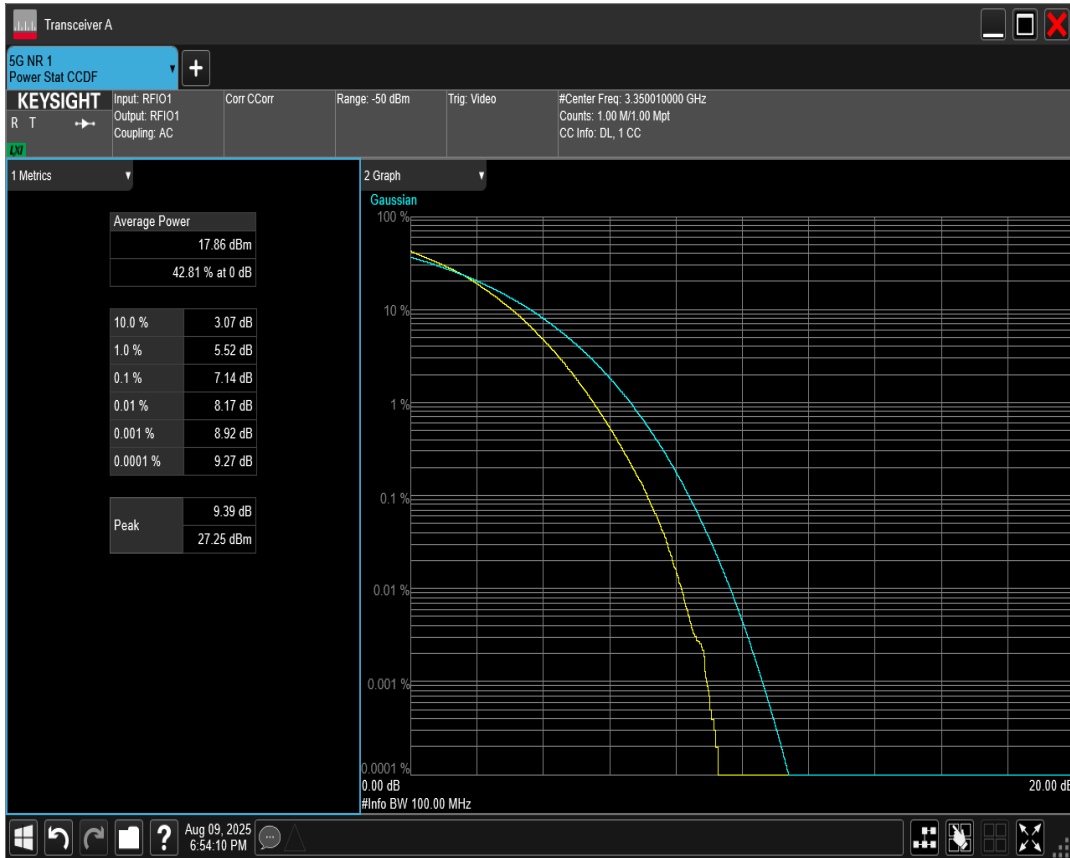 Transceiver A
5G NR 1
Power Stat CCDF
KEYSIGHT
R T
LXI
Input: RFIO1
Output: RFIO1
Coupling: AC
Corr CCorr
Range: -50 dBm
Trig: Video
#Center Freq: 3.350010000 GHz
Counts: 1.00 M/1.00 Mpt
CC Info: DL, 1 CC
1 Metrics
Average Power
17.86 dBm
42.81 % at 0 dB
10.0 % 3.07 dB
1.0 % 5.52 dB
0.1 % 7.14 dB
0.01 % 8.17 dB
0.001 % 8.92 dB
0.0001 % 9.27 dB
Peak
9.39 dB
27.25 dBm
2 Graph
Gaussian
100 %
10 %
1 %
0.1 %
0.01 %
0.001 %
0.0001 %
0.00 dB
20.00 dB
#Info BW 100.00 MHz
?
Aug 09, 2025
6:54:10 PM